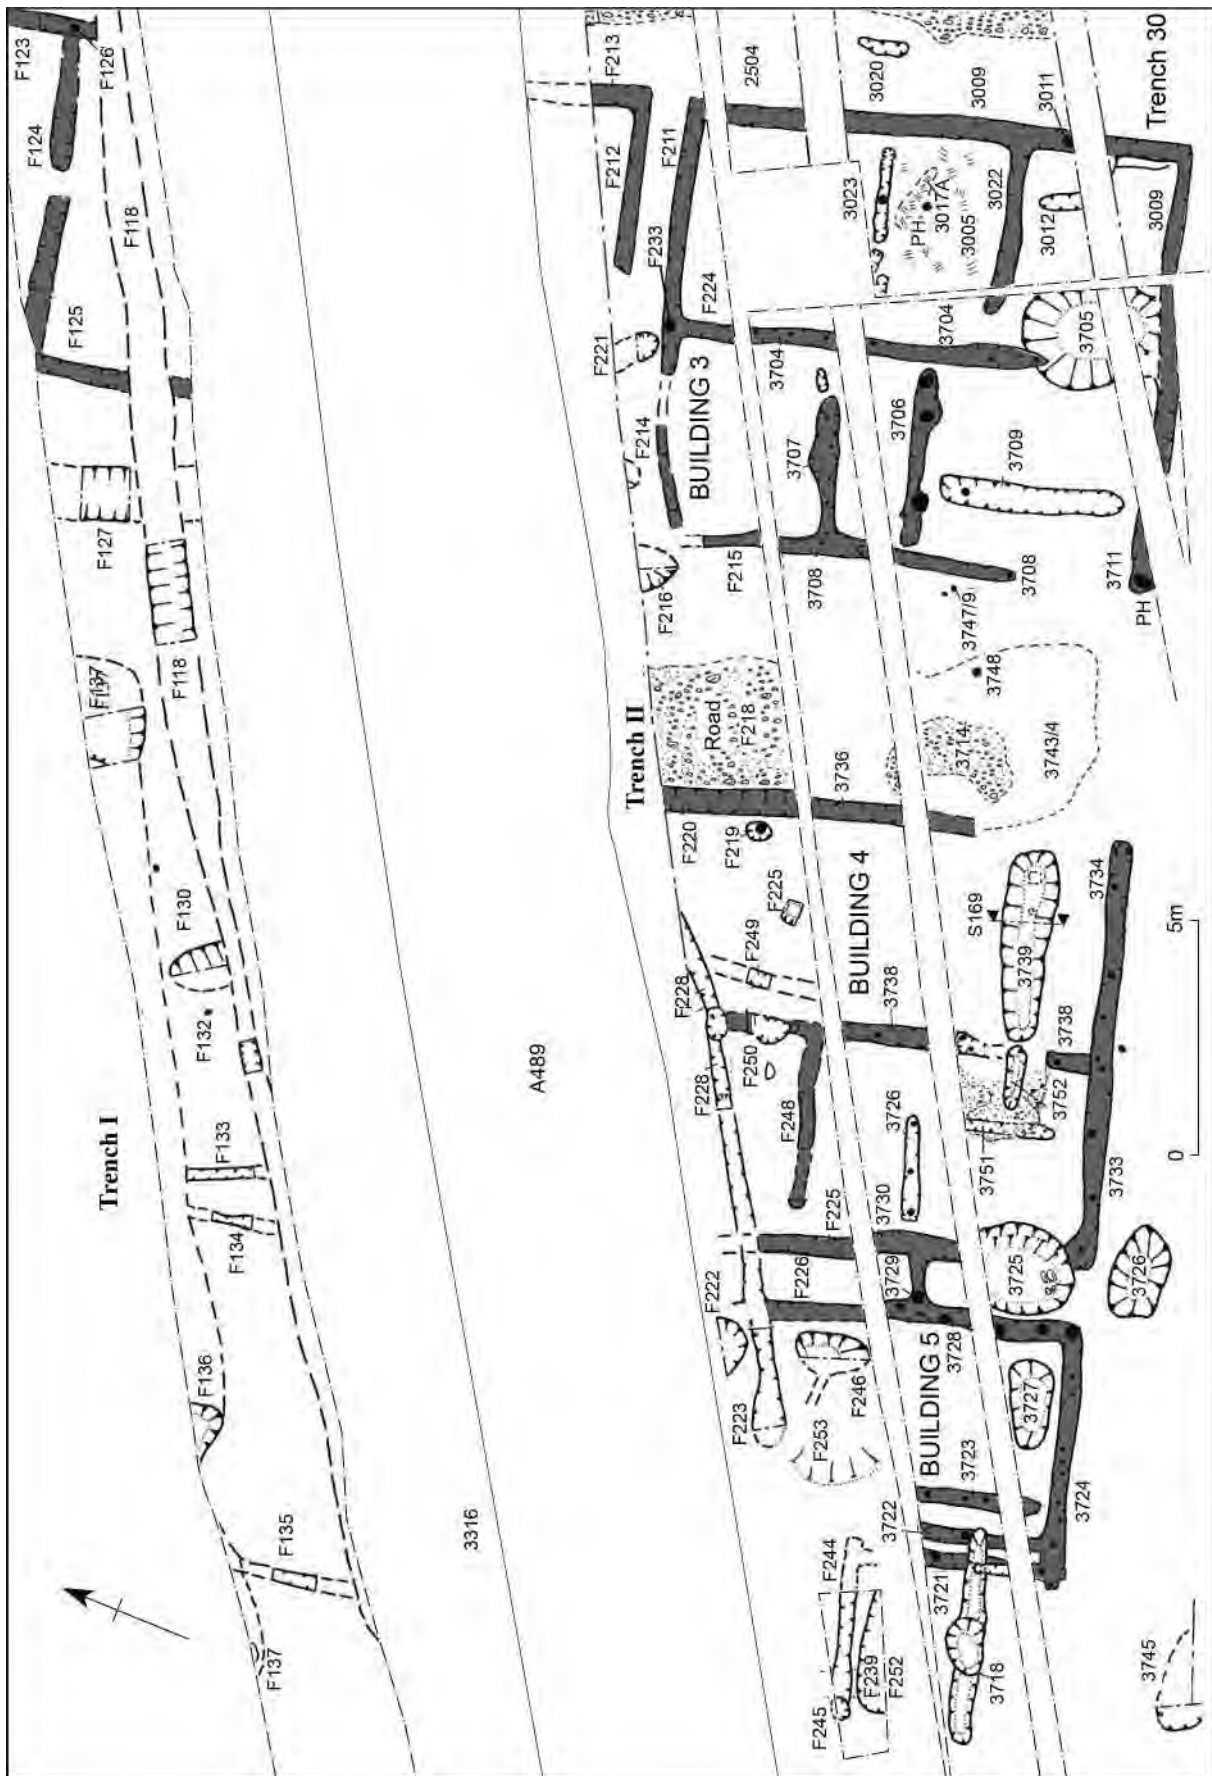 F123
F124
F126
F118
F125
F127
F118
F137
F130
F132
Trench I
F133
F134
F136
F135
F137
A489
3316
F213
2504
3020
3009
3011
Trench 30
F212
F211
3023
PH
3017A
3005
3022
3012
3009
F233
F224
F221
3704
3704
3705
BUILDING 3
F214
3707
3706
3709
F216
F215
3708
3708
3711
PH
3747/9
3748
Trench II
Road
F218
3714
3743/4
3736
F220
F219
F225
BUILDING 4
S169
3734
5m
F249
3738
3739
3738
F228
F250
F228
F248
3726
3752
3751
3733
0
F225
3730
F222
F226
3729
3725
3726
BUILDING 5
3728
F246
3727
F223
F253
3723
3724
3722
F244
3721
F239
F252
F245
3718
3745